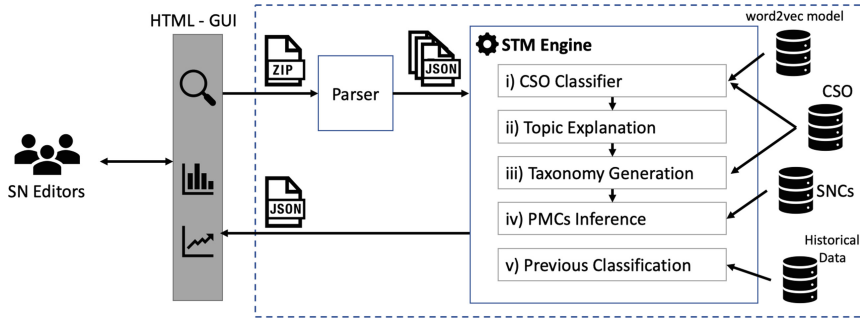 HTML - GUI
SN Editors
ZIP
Parser
JSON
JSON
STM Engine
i) CSO Classifier
ii) Topic Explanation
iii) Taxonomy Generation
iv) PMCs Inference
v) Previous Classification
word2vec model
CSO
SNCs
Historical
Data